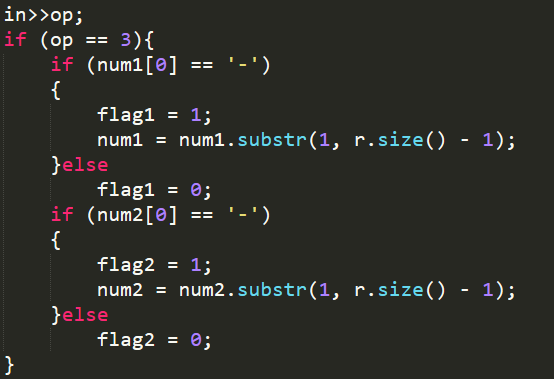 in>>op;
if (op == 3){
    if (num1[0] == '-')
    {
        flag1 = 1;
        num1 = num1.substr(1, r.size() - 1);
    }else
        flag1 = 0;
    if (num2[0] == '-')
    {
        flag2 = 1;
        num2 = num2.substr(1, r.size() - 1);
    }else
        flag2 = 0;
}